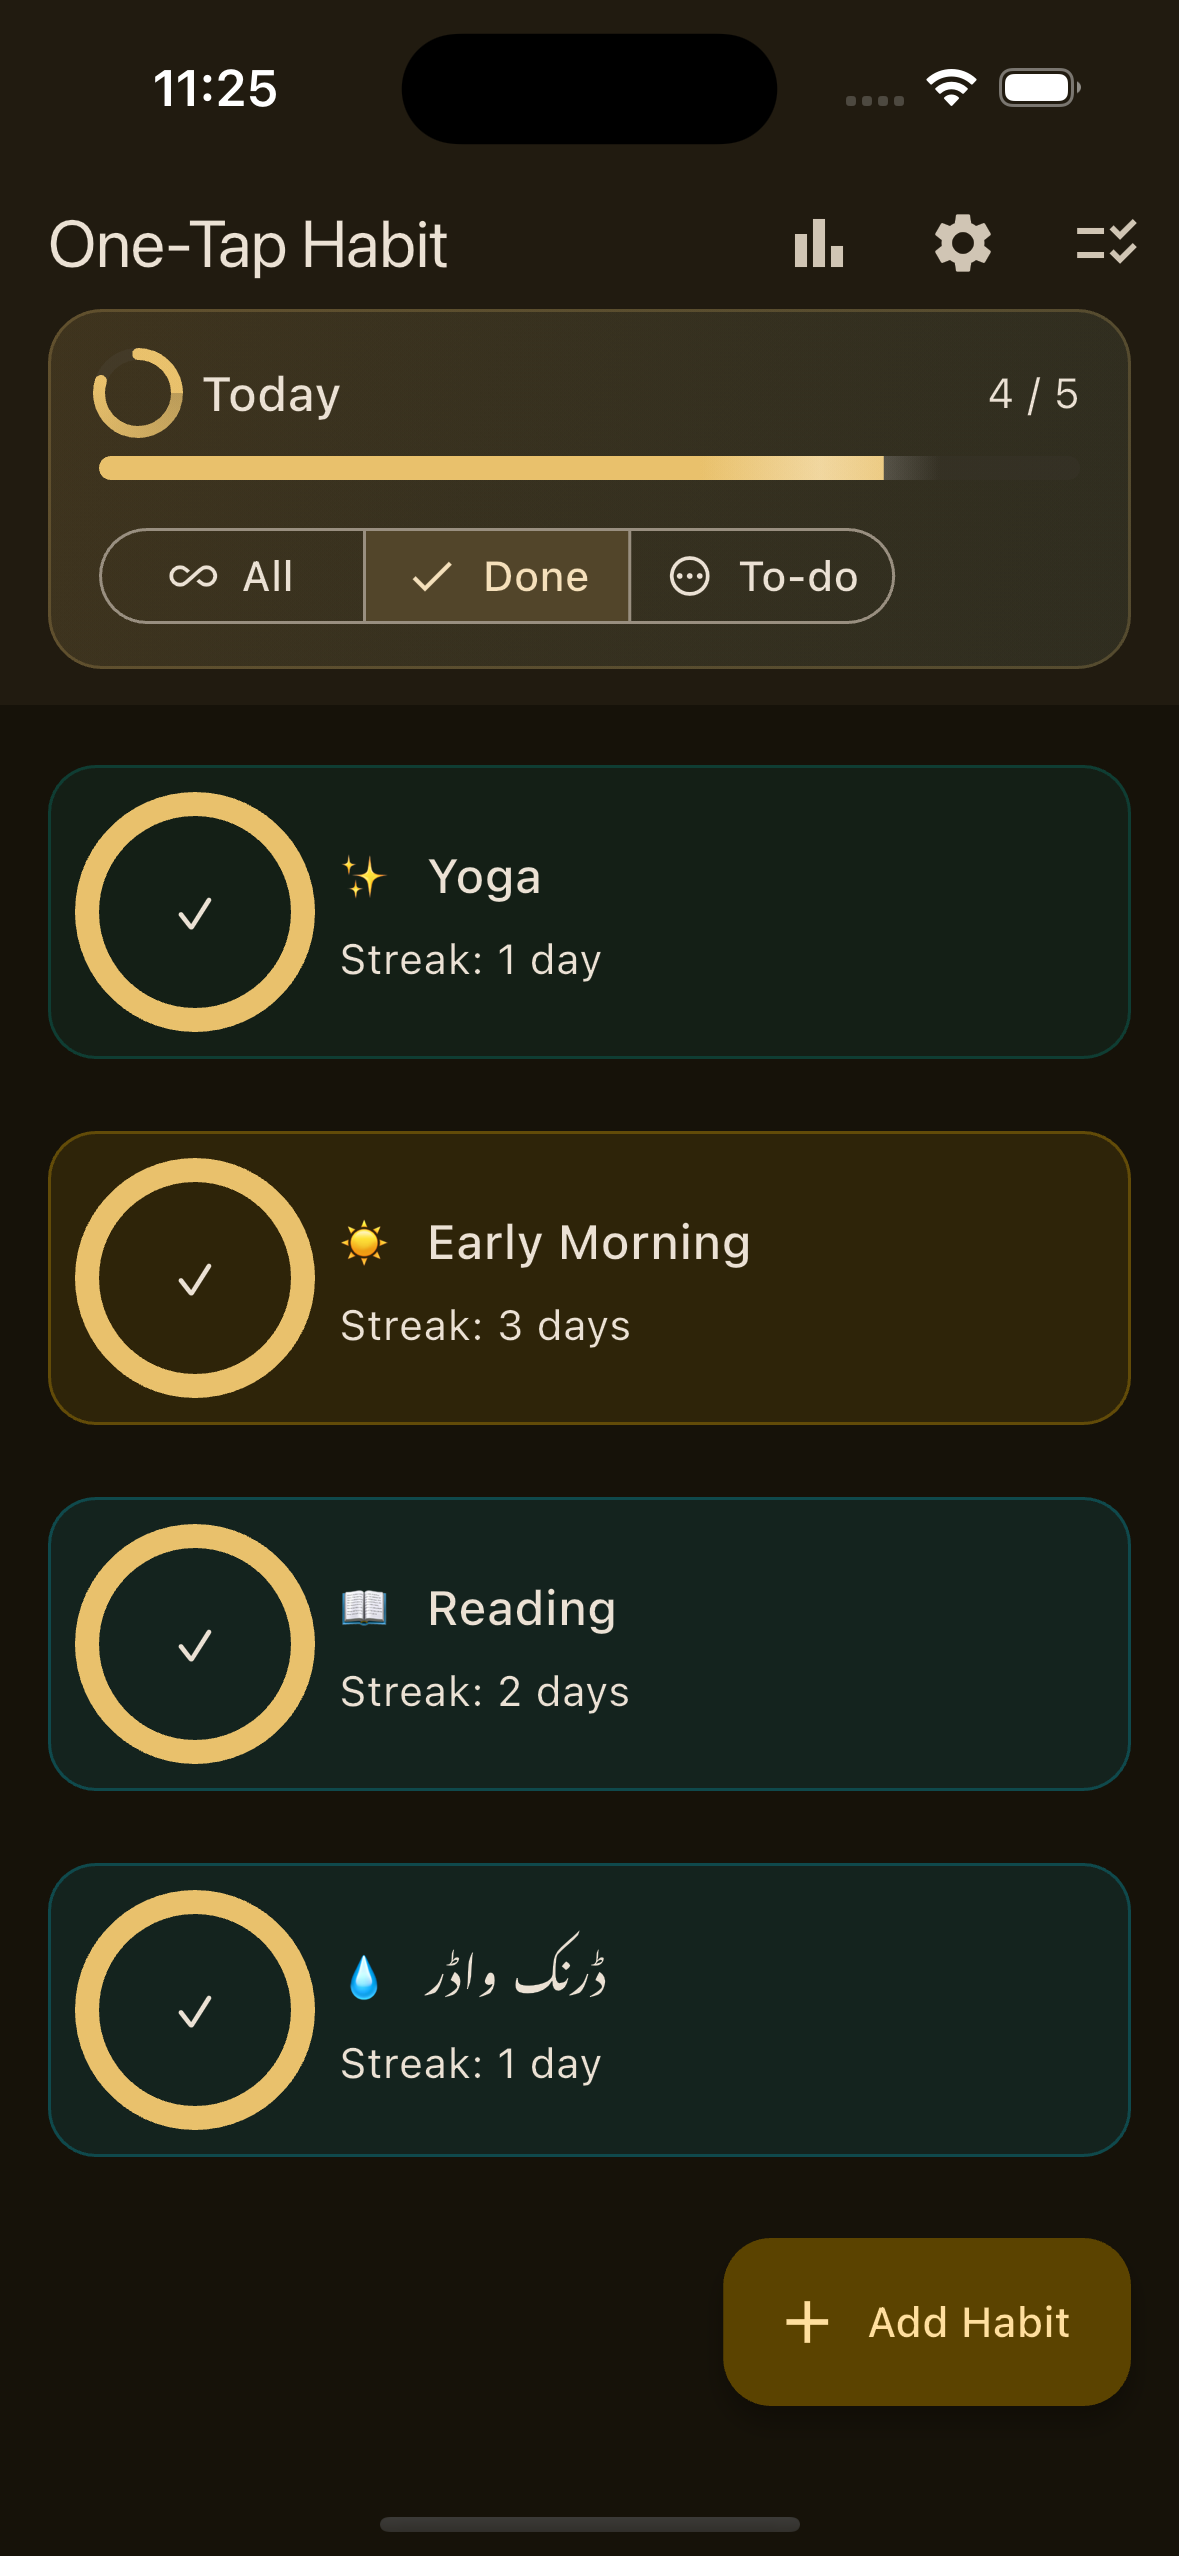 11:25
One-Tap Habit
Today
4 / 5
All
Done
To-do
Yoga
Streak: 1 day
Early Morning
Streak: 3 days
Reading
Streak: 2 days
ڈرنک واڈر
Streak: 1 day
Add Habit